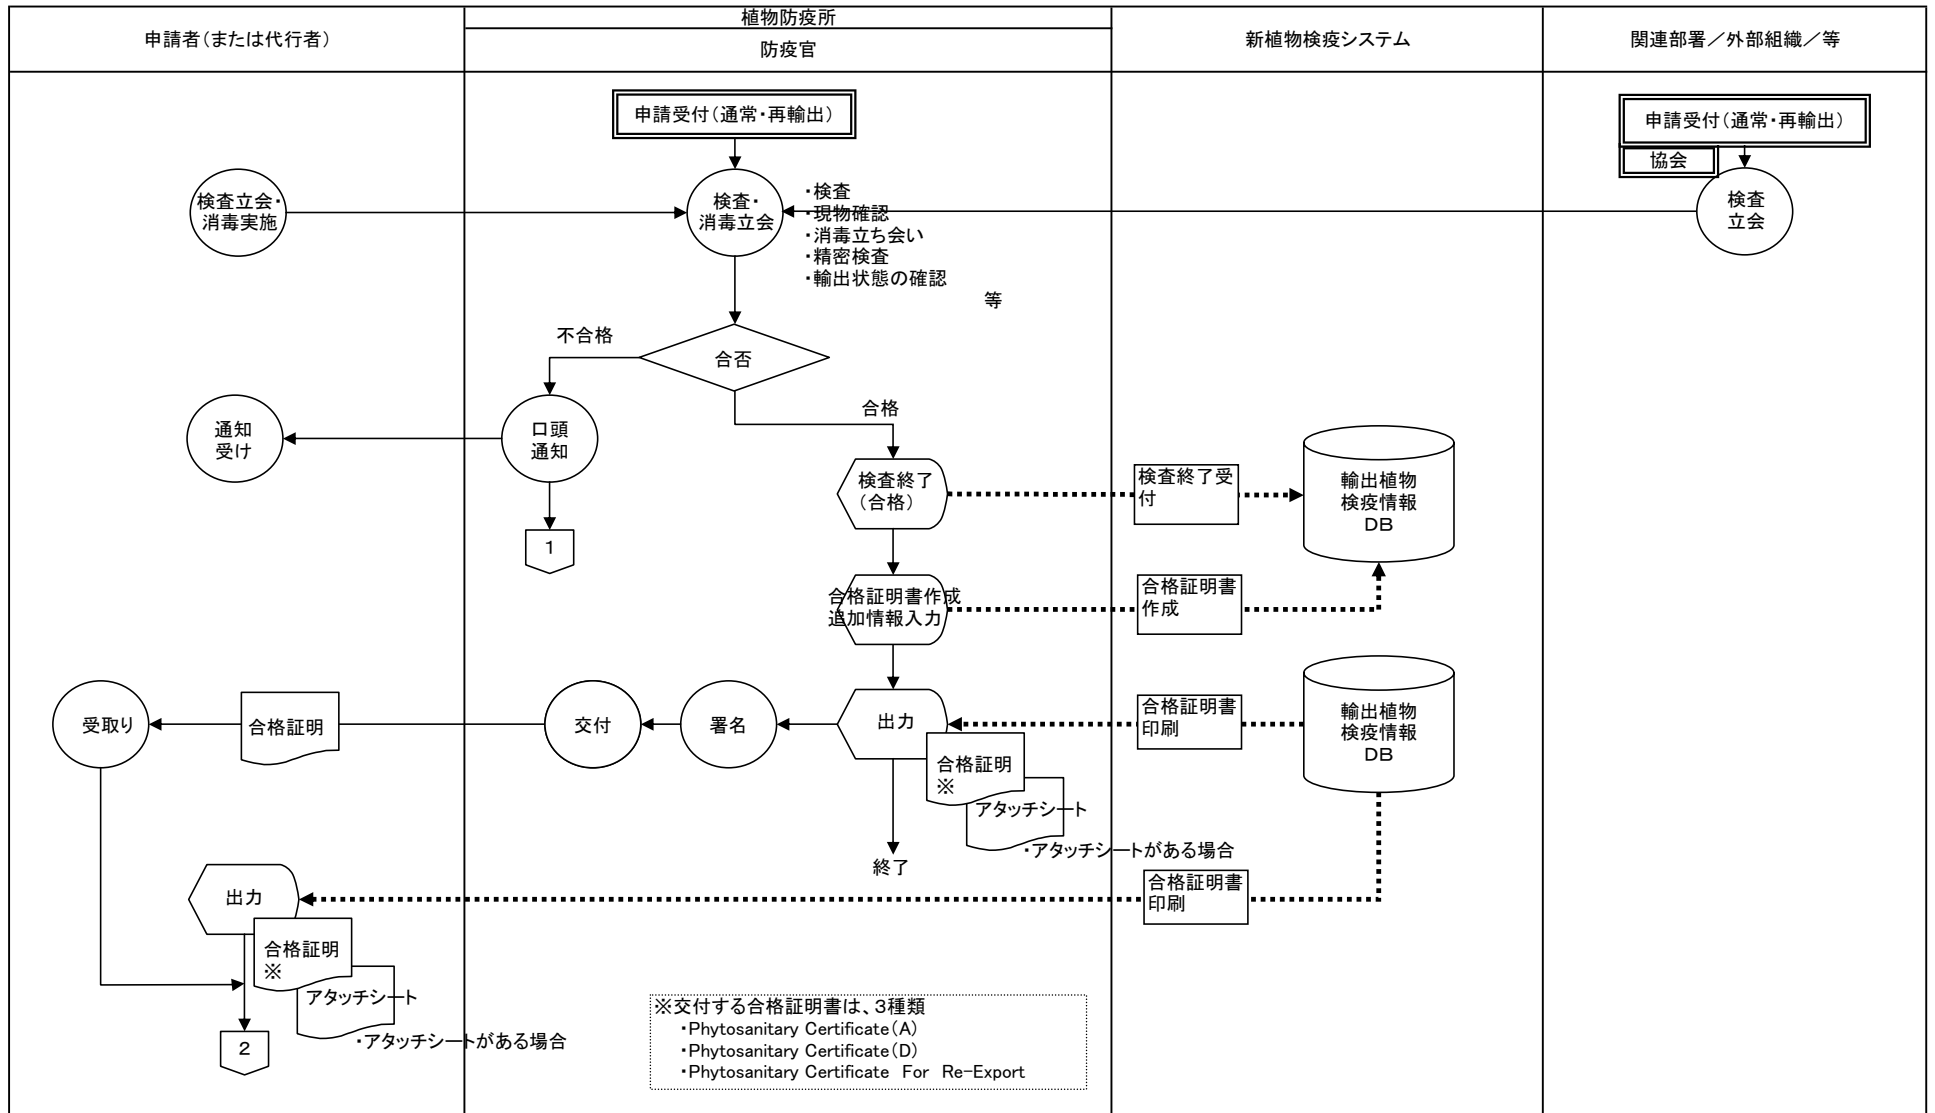 申請者(または代行者)
植物防疫所
防疫官
新植物検疫システム
関連部署／外部組織／等
申請受付(通常・再輸出)
申請受付(通常・再輸出)
協会
検査立会・
消毒実施
検査・
消毒立会
・検査
・現物確認
・消毒立ち会い
・精密検査
・輸出状態の確認
等
検査
立会
不合格
合否
合格
通知
受け
口頭
通知
検査終了
(合格)
検査終了受
付
輸出植物
検疫情報
DB
1
合格証明書作成
追加情報入力
合格証明書
作成
受取り
合格証明
交付
署名
出力
合格証明書
印刷
輸出植物
検疫情報
DB
合格証明
※
アタッチシート
・アタッチシートがある場合
終了
出力
合格証明書
印刷
合格証明
※
アタッチシート
・アタッチシートがある場合
2
※交付する合格証明書は、3種類
・Phytosanitary Certificate(A)
・Phytosanitary Certificate(D)
・Phytosanitary Certificate For Re-Export